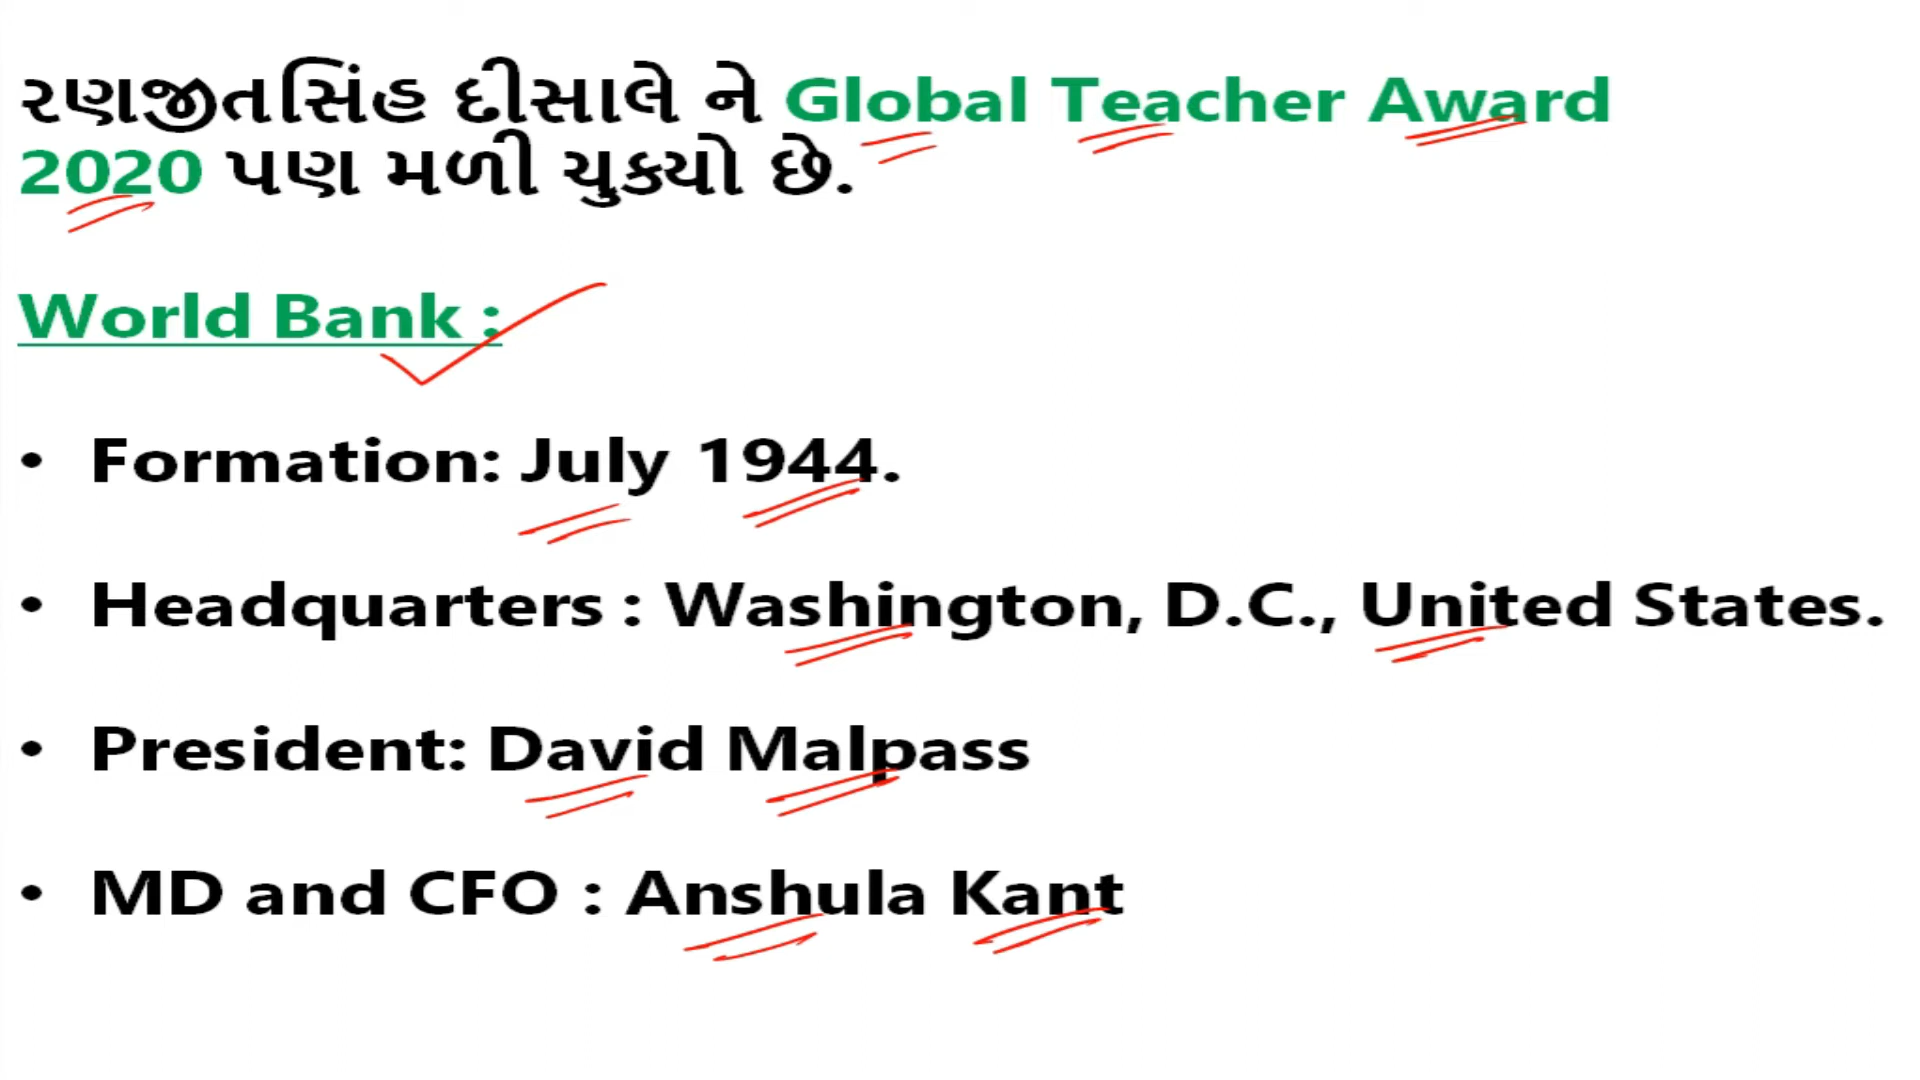 રણજીતસિંહ દીસાલે ને Global Teacher Award
2020 પણ મળી ચુક્યો છે.
World Bank :
• Formation: July 1944.
• Headquarters : Washington, D.C., United States.
• President: David Malpass
• MD and CFO : Anshula Kant